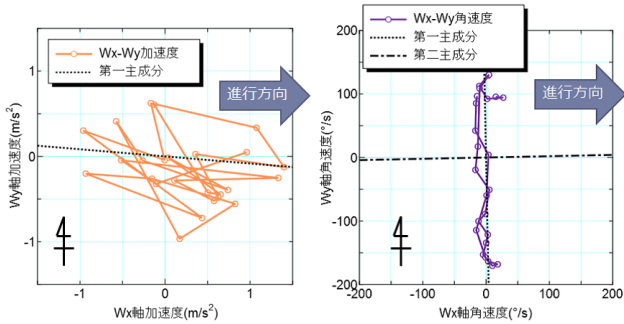 Wx-Wy加速度
第一主成分
進行方向
Wy軸加速度(m/s²)
1
0
-1
-1
0
1
Wx軸加速度(m/s²)
Wx-Wy角速度
第一主成分
第二主成分
進行方向
Wy軸角速度(°/s)
200
100
0
-100
-200
-200
-100
0
100
200
Wx軸角速度(°/s)